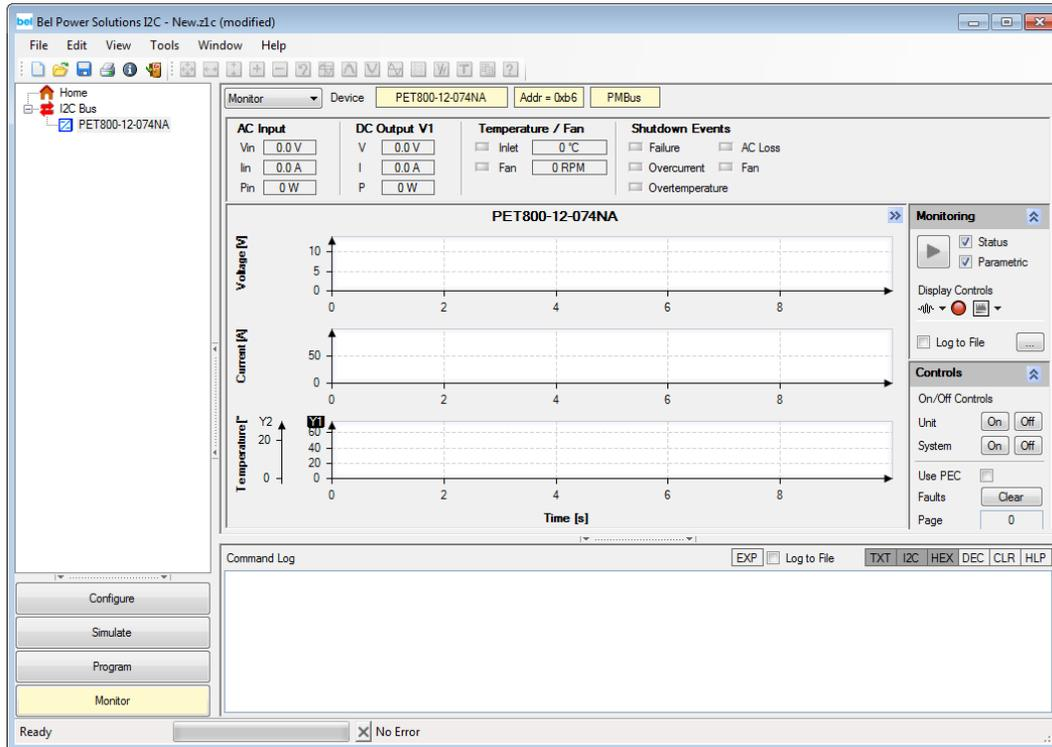 bel Bel Power Solutions I2C - New.z1c (modified)
File Edit View Tools Window Help
Home
I2C Bus
PET800-12-074NA
Monitor Device PET800-12-074NA Addr = 0xb6 PMBus
AC Input DC Output V1 Temperature / Fan Shutdown Events
Vin 0.0 V V 0.0 V Inlet 0 °C Failure AC Loss
Iin 0.0 A I 0.0 A Fan 0 RPM Overcurrent Fan
Pin 0 W P 0 W Overtemperature
PET800-12-074NA
Voltage [V]
10
5
0
0 2 4 6 8
Current [A]
50
0
0 2 4 6 8
Temperature [°
Y2 Y1
20 0
60
40
20
0
0 2 4 6 8
Time [s]
Monitoring
Status
Parametric
Display Controls
Log to File ...
Controls
On/Off Controls
Unit On Off
System On Off
Use PEC
Faults Clear
Page 0
Command Log EXP Log to File TXT I2C HEX DEC CLR HLP
Configure
Simulate
Program
Monitor
Ready No Error